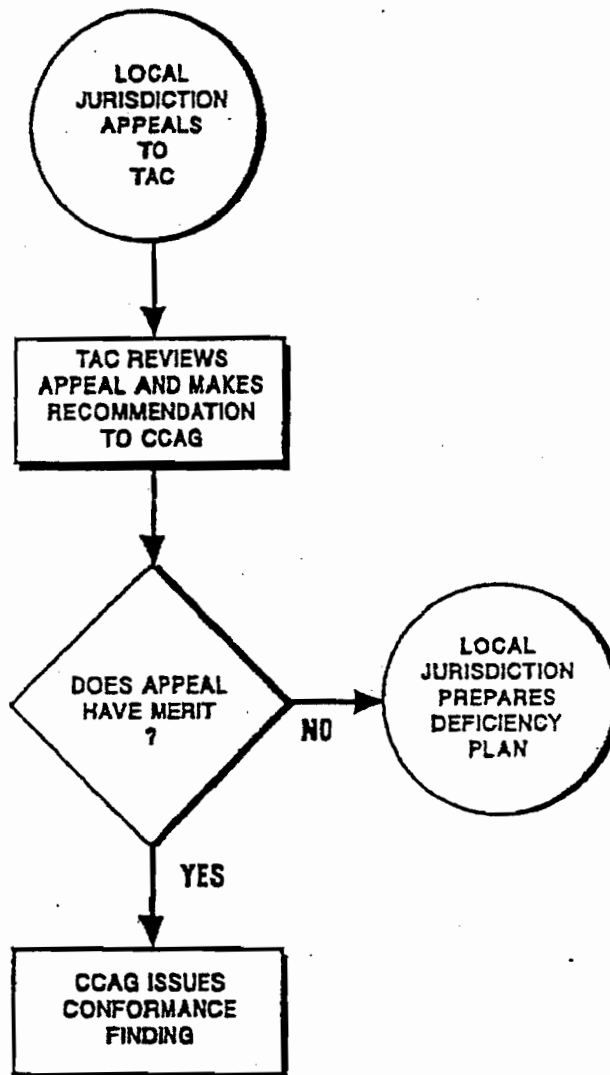 LOCAL
JURISDICTION
APPEALS
TO
TAC
TAC REVIEWS
APPEAL AND MAKES
RECOMMENDATION
TO CCAG
DOES APPEAL
HAVE MERIT
?
NO
LOCAL
JURISDICTION
PREPARES
DEFICIENCY
PLAN
YES
CCAG ISSUES
CONFORMANCE
FINDING